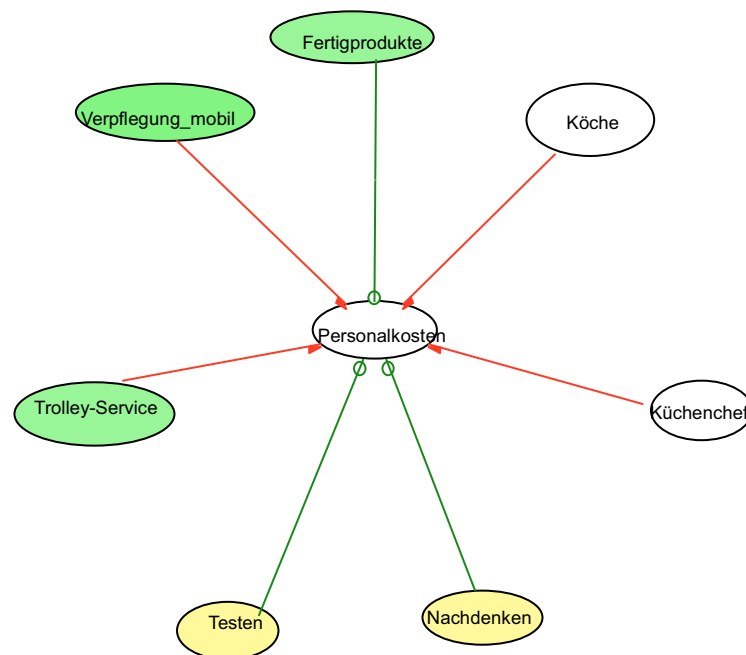 Fertigprodukte
Verpflegung_mobil
Köche
Personalkosten
Trolley-Service
Küchenchef
Testen
Nachdenken